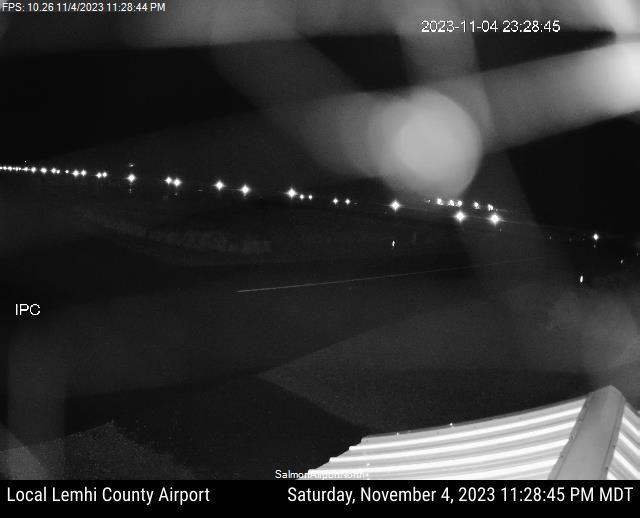 FPS: 10.26 11/4/2023 11:28:44 PM
2023-11-04 23:28:45
IPC
Local Lemhi County Airport
Saturday, November 4, 2023 11:28:45 PM MDT